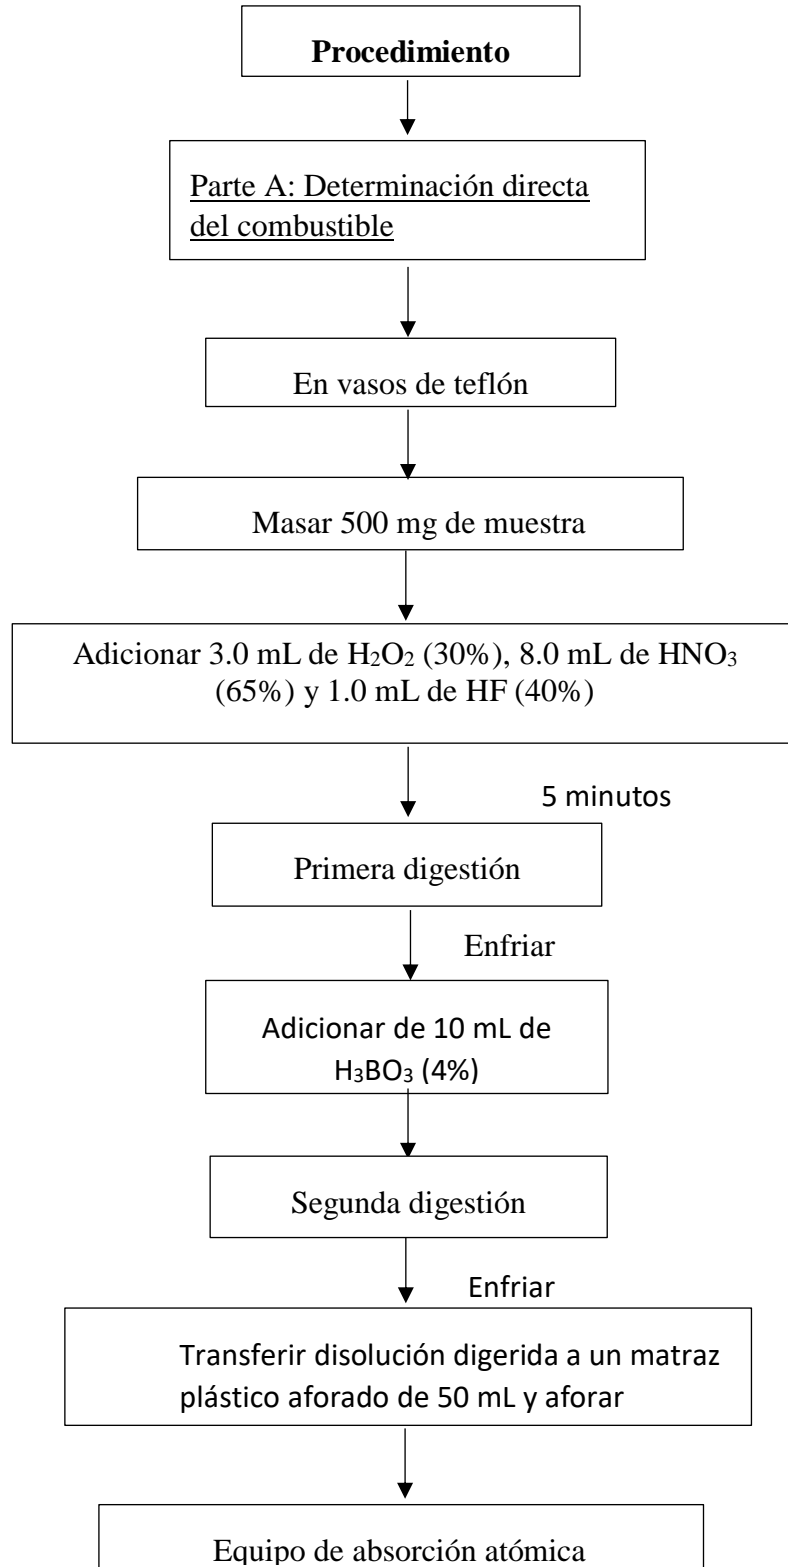 Procedimiento
Parte A: Determinación directa
del combustible
En vasos de teflón
Masar 500 mg de muestra
Adicionar 3.0 mL de H₂O₂ (30%), 8.0 mL de HNO₃
(65%) y 1.0 mL de HF (40%)
5 minutos
Primera digestión
Enfriar
Adicionar de 10 mL de
H₃BO₃ (4%)
Segunda digestión
Enfriar
Transferir disolución digerida a un matraz
plástico aforado de 50 mL y aforar
Equipo de absorción atómica